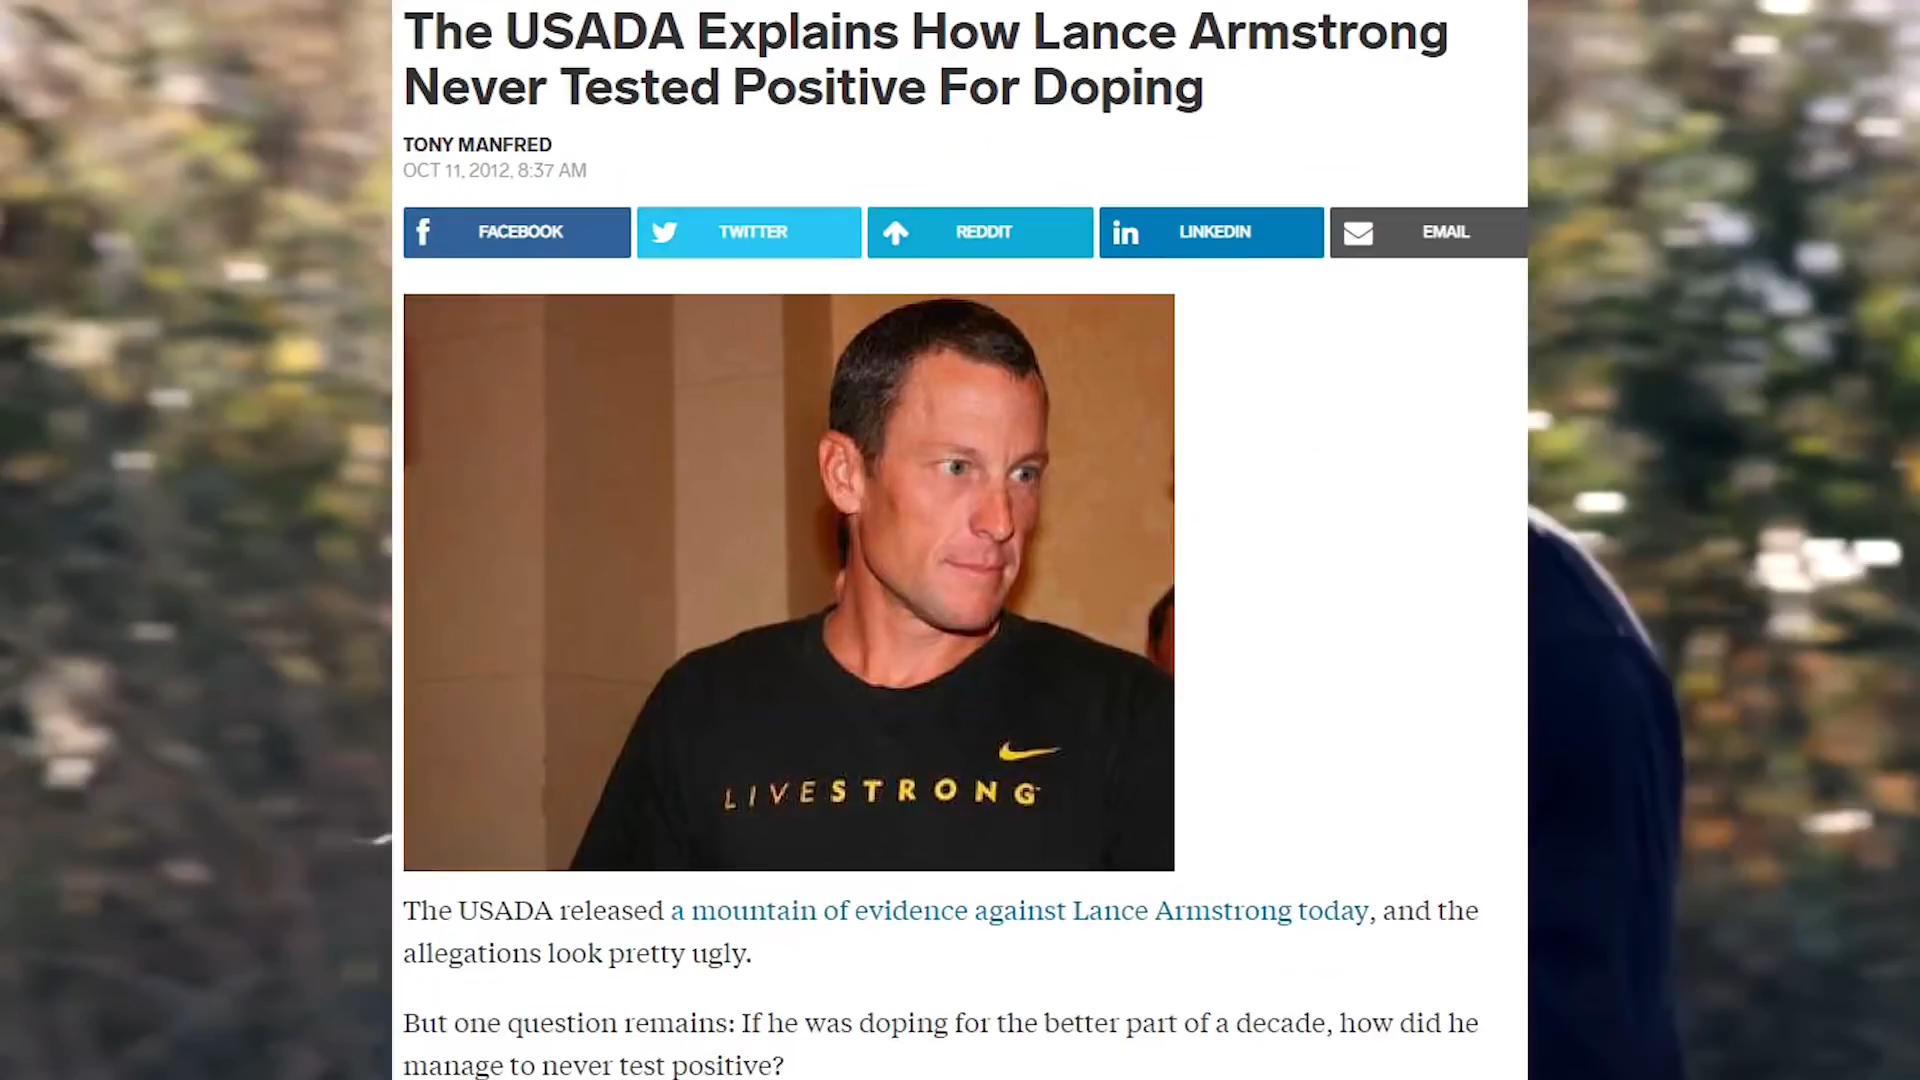 The USADA Explains How Lance Armstrong
Never Tested Positive For Doping
TONY MANFRED
OCT 11, 2012, 8:37 AM
FACEBOOK
TWITTER
REDDIT
LINKEDIN
EMAIL
LIVESTRONG
The USADA released a mountain of evidence against Lance Armstrong today, and the
allegations look pretty ugly.
But one question remains: If he was doping for the better part of a decade, how did he
manage to never test positive?